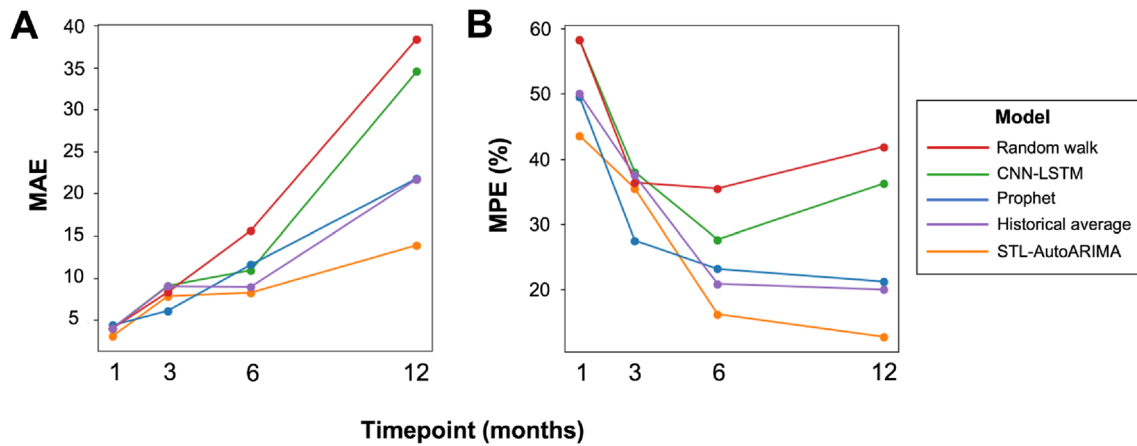 A
MAE
40
35
30
25
20
15
10
5
1 3 6 12
B
MPE (%)
60
50
40
30
20
1 3 6 12
Timepoint (months)
Model
Random walk
CNN-LSTM
Prophet
Historical average
STL-AutoARIMA